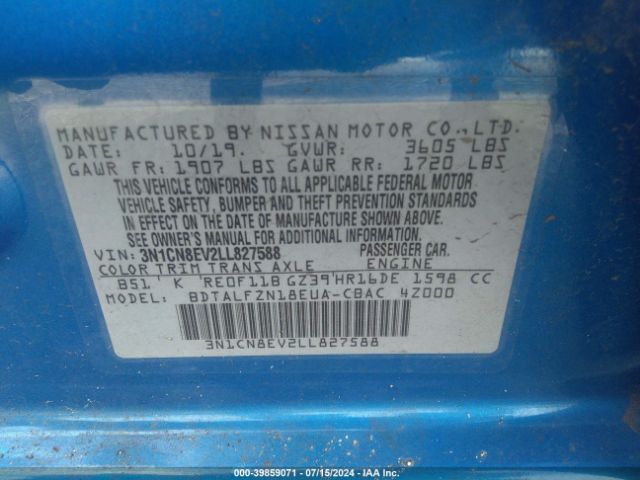 MANUFACTURED BY NISSAN MOTOR CO., LTD.
DATE: 10/19. GVWR: 3605 LBS
GAWR FR: 1907 LBS GAWR RR: 1720 LBS
THIS VEHICLE CONFORMS TO ALL APPLICABLE FEDERAL MOTOR
VEHICLE SAFETY, BUMPER AND THEFT PREVENTION STANDARDS
IN EFFECT ON THE DATE OF MANUFACTURE SHOWN ABOVE.
SEE OWNER'S MANUAL FOR ADDITIONAL INFORMATION.
VIN: 3N1CN8EV2LL827588 PASSENGER CAR.
COLOR TRIM TRANS AXLE ENGINE
B51' K RE0F11B GZ39'HR16DE 1598 CC
MODEL: BDTALFZN18EUA-CBAC 4Z000
3N1CN8EV2LL827588
000-39859071 - 07/15/2024 - IAA Inc.